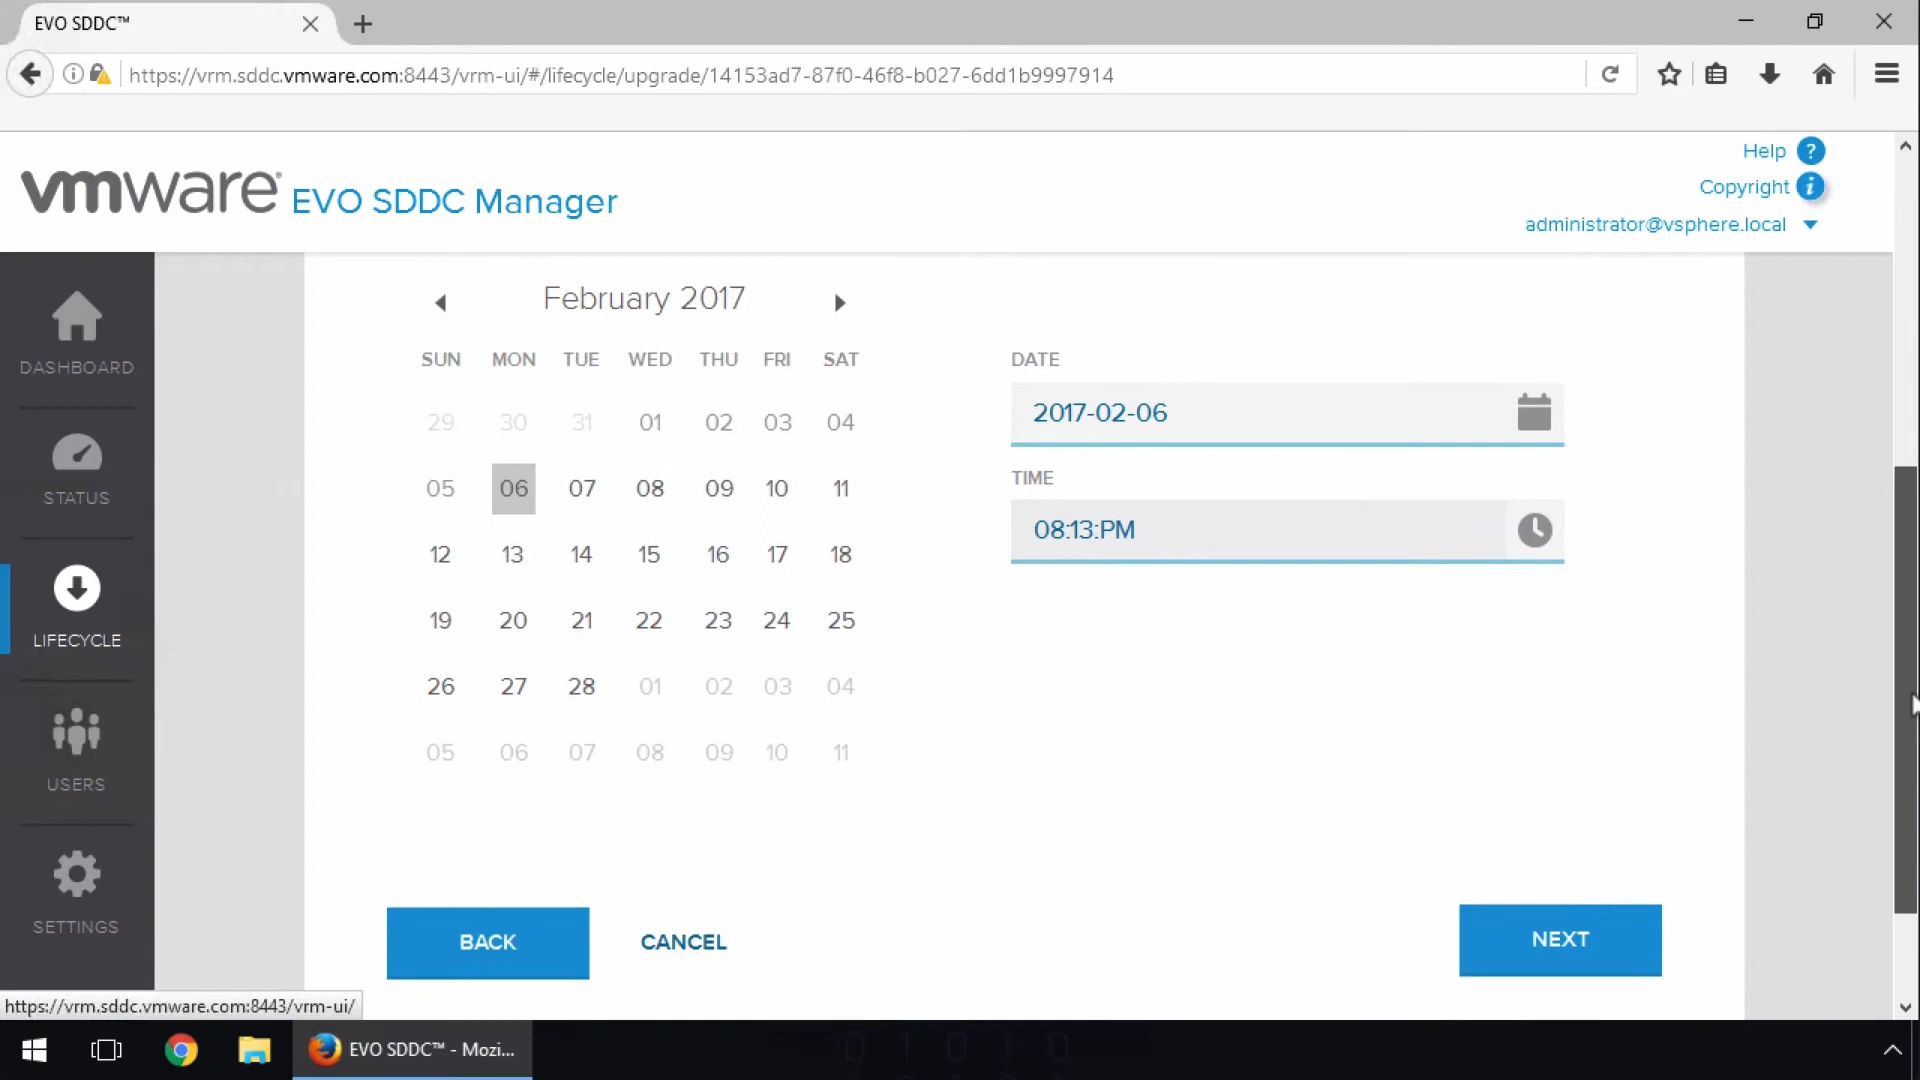 EVO SDDC™
https://vrm.sddc.vmware.com:8443/vrm-ui/#/lifecycle/upgrade/14153ad7-87f0-46f8-b027-6dd1b9997914
Help ?
Copyright i
vmware® EVO SDDC Manager
administrator@vsphere.local
DASHBOARD
STATUS
LIFECYCLE
USERS
SETTINGS
February 2017
SUN MON TUE WED THU FRI SAT
29 30 31 01 02 03 04
05 06 07 08 09 10 11
12 13 14 15 16 17 18
19 20 21 22 23 24 25
26 27 28 01 02 03 04
05 06 07 08 09 10 11
DATE
2017-02-06
TIME
08:13:PM
BACK CANCEL NEXT
https://vrm.sddc.vmware.com:8443/vrm-ui/
EVO SDDC™ - Mozi...
0 1 0 1 0